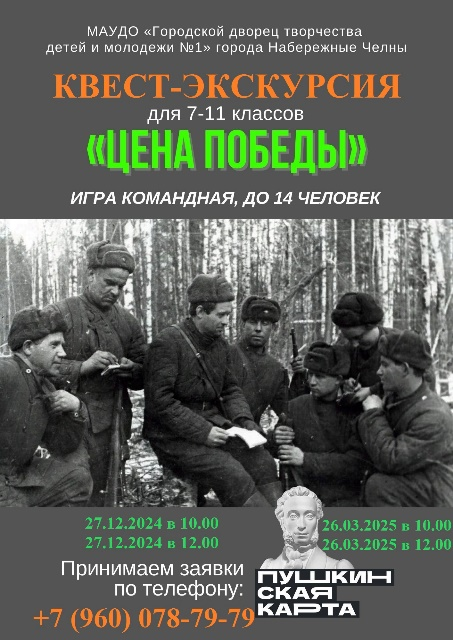 МАУДО «Городской дворец творчества
детей и молодежи №1» города Набережные Челны
КВЕСТ-ЭКСКУРСИЯ
для 7-11 классов
«ЦЕНА ПОБЕДЫ»
ИГРА КОМАНДНАЯ, ДО 14 ЧЕЛОВЕК
27.12.2024 в 10.00
27.12.2024 в 12.00
26.03.2025 в 10.00
26.03.2025 в 12.00
Принимаем заявки
по телефону:
+7 (960) 078-79-79
ПУШКИН
СКАЯ
КАРТА